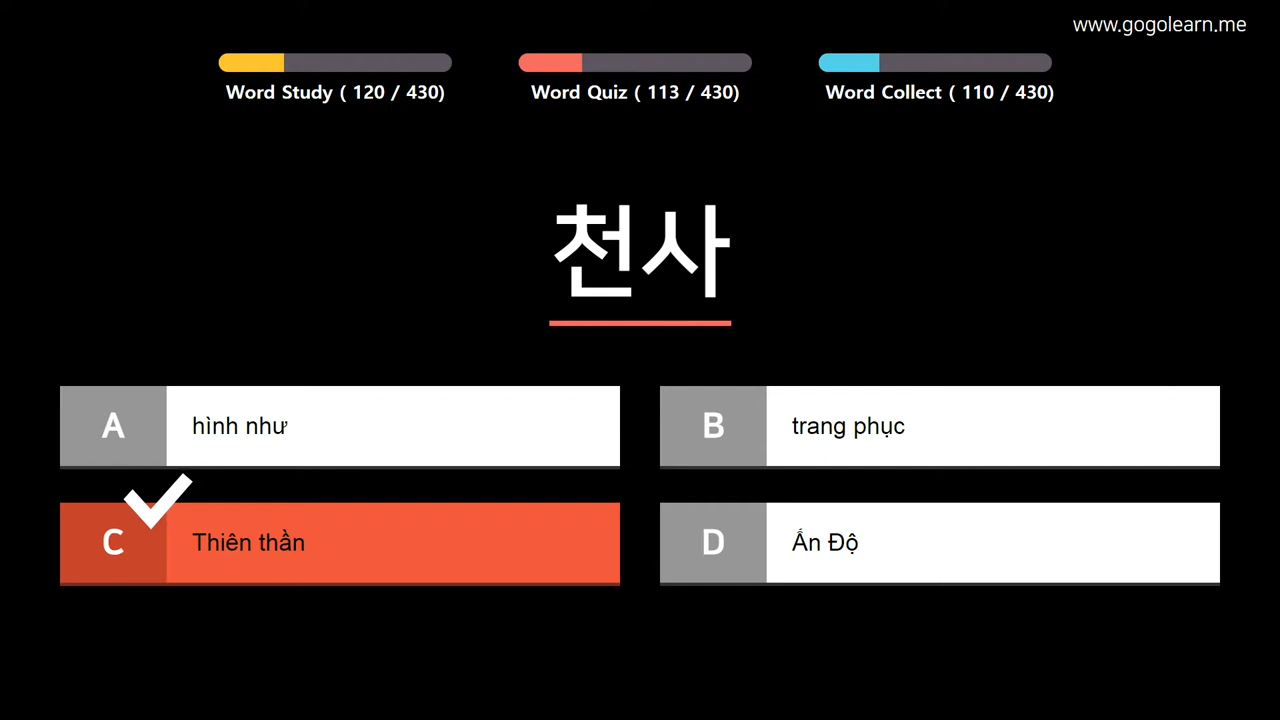 www.gogolearn.me
Word Study ( 120 / 430)
Word Quiz ( 113 / 430)
Word Collect ( 110 / 430)
천사
A hình như
B trang phục
C Thiên thần
D Ấn Độ